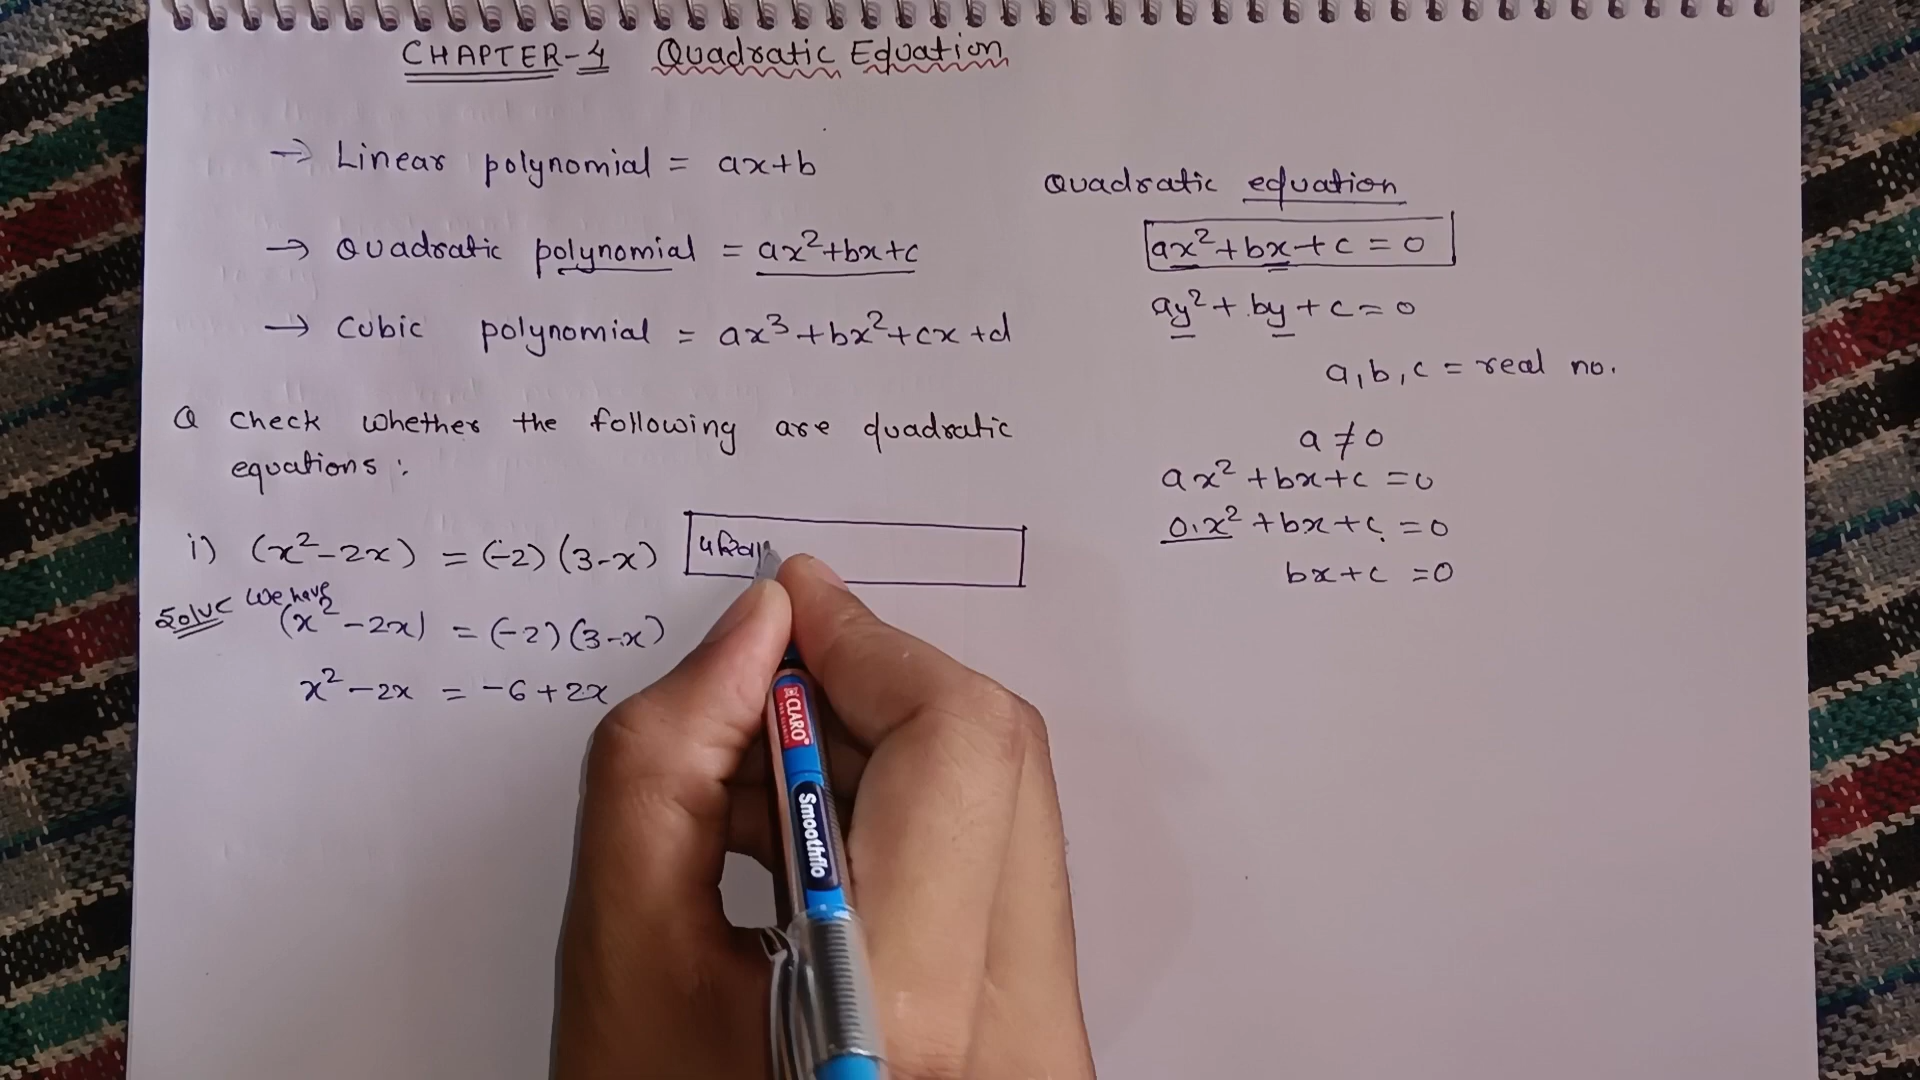 CHAPTER-4 Quadratic Equation
→ Linear polynomial = ax+b
→ Quadratic polynomial = ax²+bx+c
→ Cubic polynomial = ax³+bx²+cx+d
Q Check whether the following are quadratic
equations :
i) (x²-2x) = (-2)(3-x)
Solve We have
(x²-2x) = (-2)(3-x)
x²-2x = -6+2x
Quadratic equation
ax²+bx+c=0
ay²+by+c=0
a,b,c = real no.
a≠0
ax²+bx+c=0
0.x²+bx+c=0
bx+c=0
CLARO
Smoothflo